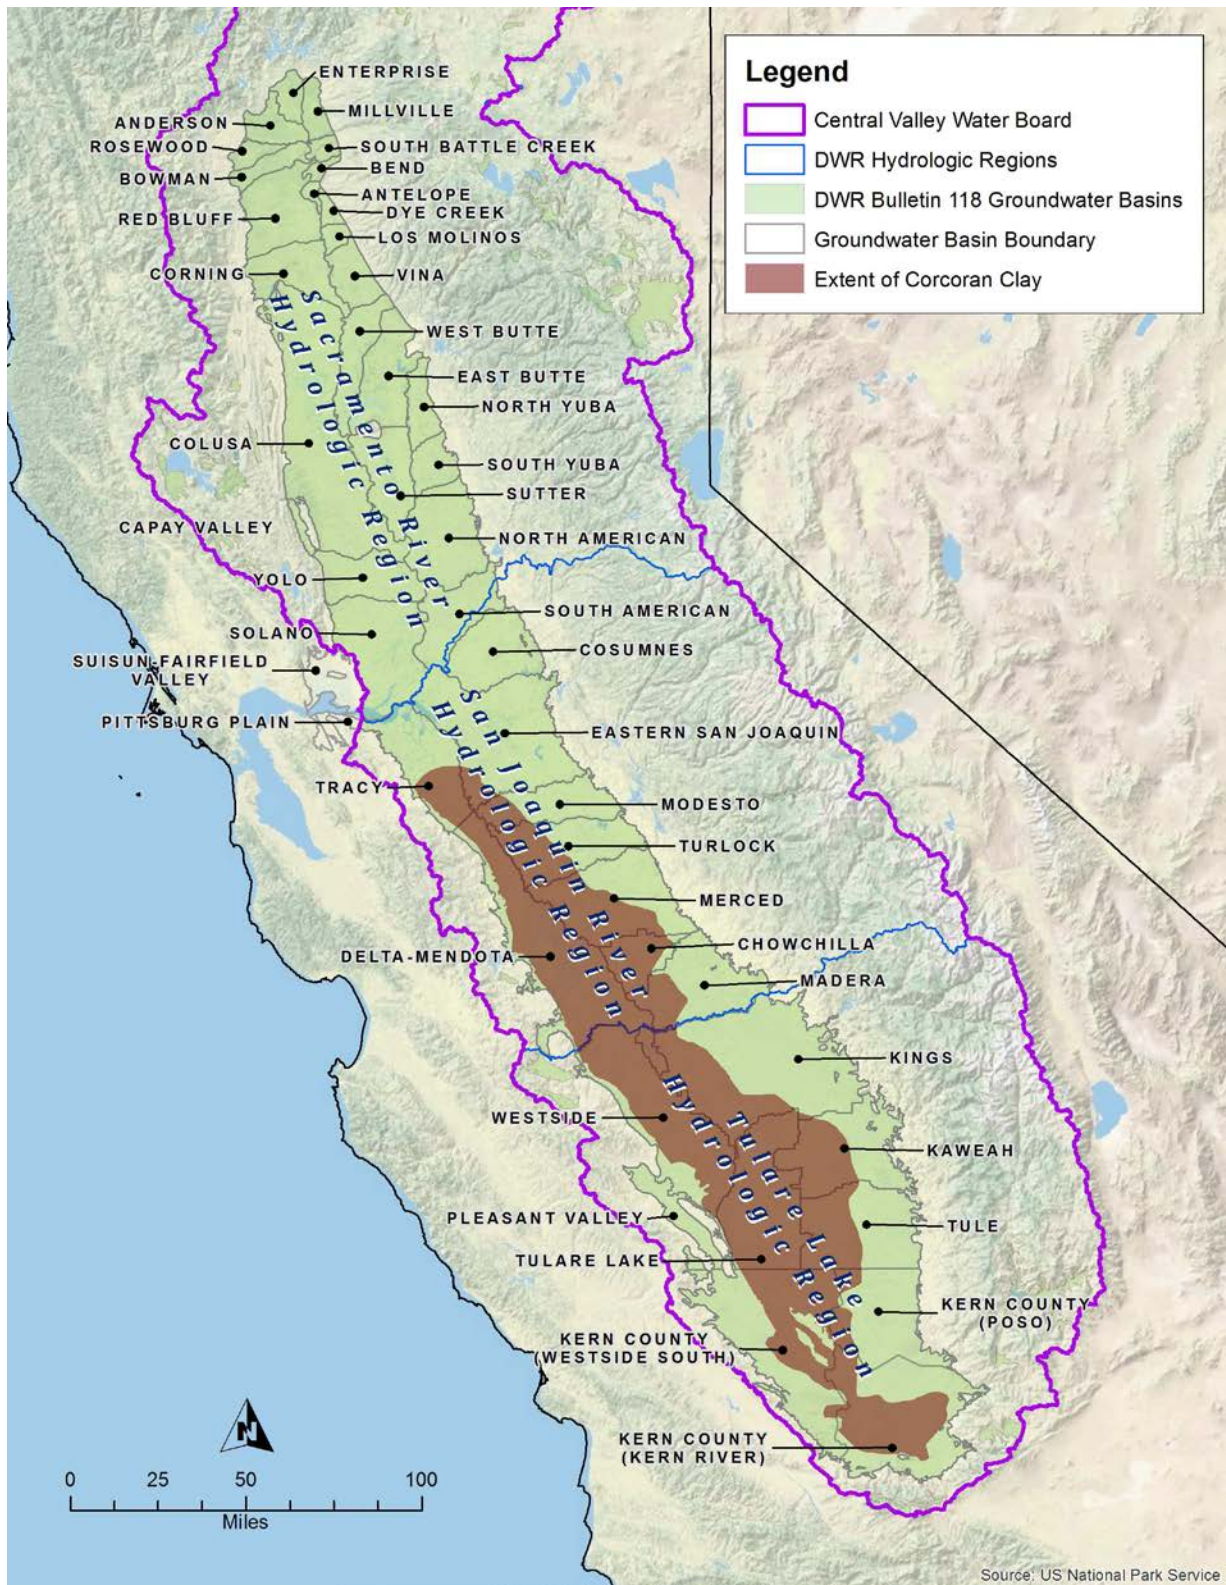 Legend
Central Valley Water Board
DWR Hydrologic Regions
DWR Bulletin 118 Groundwater Basins
Groundwater Basin Boundary
Extent of Corcoran Clay
ENTERPRISE
MILLVILLE
ANDERSON
ROSEWOOD
SOUTH BATTLE CREEK
BEND
BOWMAN
ANTELOPE
DYE CREEK
RED BLUFF
LOS MOLINOS
CORNING
VINA
WEST BUTTE
EAST BUTTE
NORTH YUBA
COLUSA
SOUTH YUBA
SUTTER
CAPAY VALLEY
NORTH AMERICAN
YOLO
SOUTH AMERICAN
SOLANO
COSUMNES
SUISUN-FAIRFIELD
VALLEY
PITTSBURG PLAIN
EASTERN SAN JOAQUIN
TRACY
MODESTO
TURLOCK
MERCED
CHOWCHILLA
DELTA-MENDOTA
MADERA
KINGS
WESTSIDE
KAWEAH
PLEASANT VALLEY
TULE
TULARE LAKE
KERN COUNTY
(POSO)
KERN COUNTY
(WESTSIDE SOUTH)
KERN COUNTY
(KERN RIVER)
Sacramento River
Hydrologic Region
San Joaquin River
Hydrologic Region
Tulare Lake
Hydrologic Region
N
0 25 50 100
Miles
Source: US National Park Service